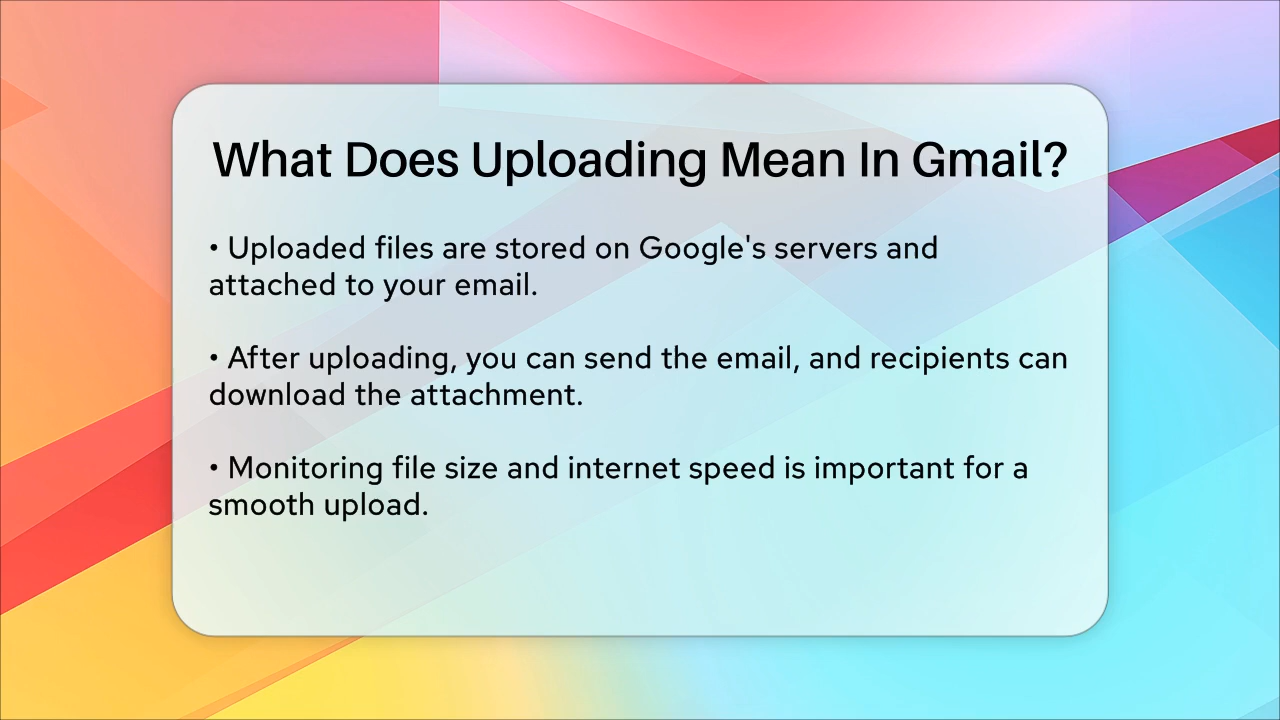 What Does Uploading Mean In Gmail?
• Uploaded files are stored on Google's servers and
attached to your email.
• After uploading, you can send the email, and recipients can
download the attachment.
• Monitoring file size and internet speed is important for a
smooth upload.